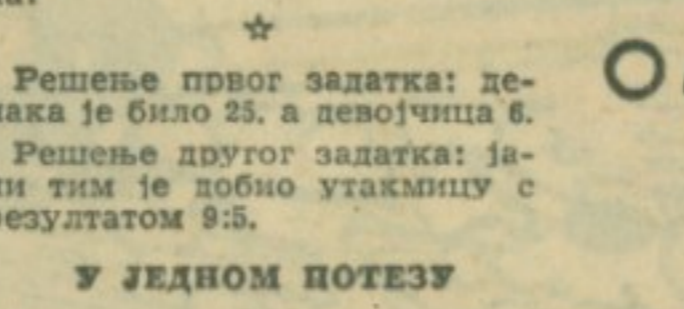 ☆
Решење првог задатка: де-
чака је било 25, а девојчица 6.
Решење другог задатка: ја-
чи тим је добио утакмицу с
резултатом 9:5.
У ЈЕДНОМ ПОТЕЗУ
О